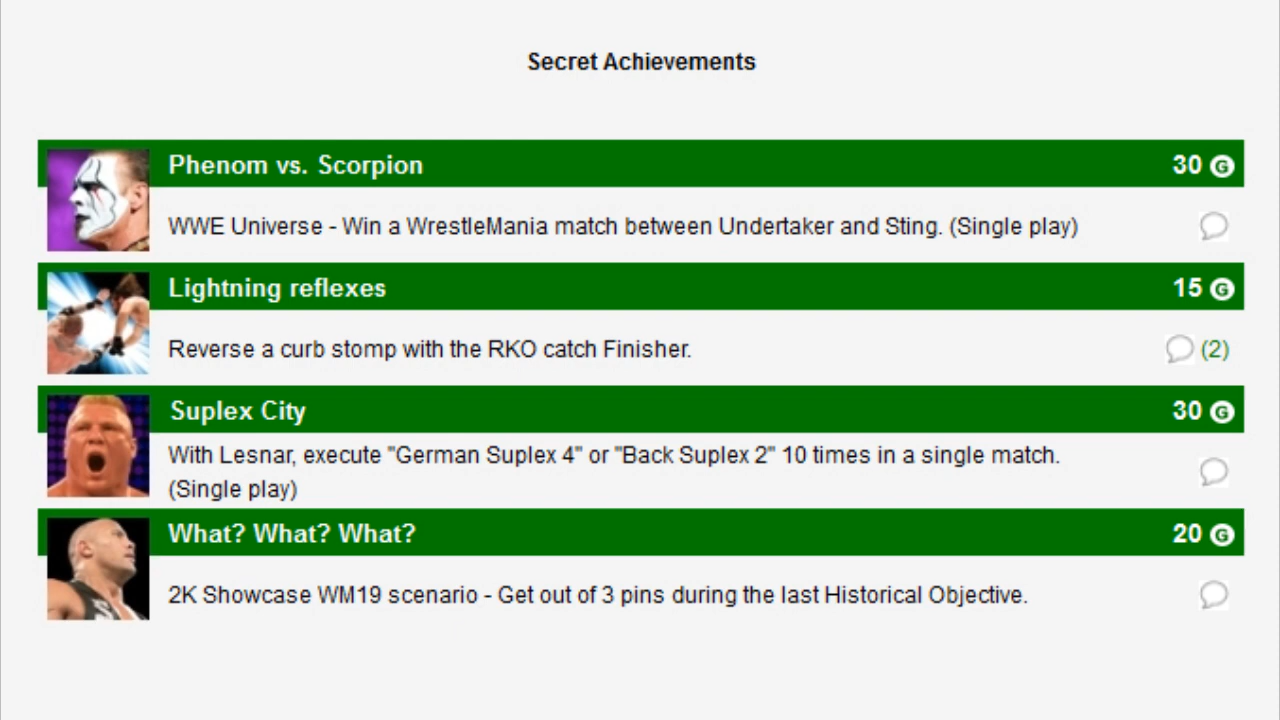 Secret Achievements
Phenom vs. Scorpion 30 G
WWE Universe - Win a WrestleMania match between Undertaker and Sting. (Single play)
Lightning reflexes 15 G
Reverse a curb stomp with the RKO catch Finisher. (2)
Suplex City 30 G
With Lesnar, execute "German Suplex 4" or "Back Suplex 2" 10 times in a single match.
(Single play)
What? What? What? 20 G
2K Showcase WM19 scenario - Get out of 3 pins during the last Historical Objective.